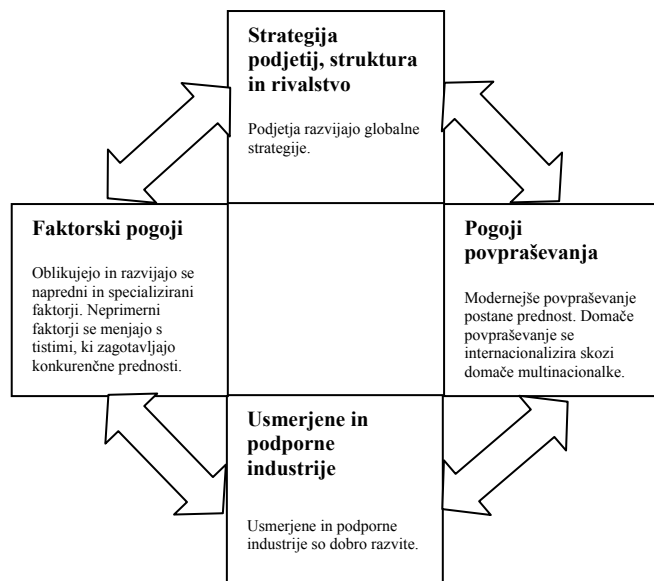 Strategija
podjetij, struktura
in rivalstvo
Podjetja razvijajo globalne
strategije.
Faktorski pogoji
Oblikujejo in razvijajo se
napredni in specializirani
faktorji. Neprimerni
faktorji se menjajo s
tistimi, ki zagotavljajo
konkurenčne prednosti.
Pogoji
povpraševanja
Modernejše povpraševanje
postane prednost. Domače
povpraševanje se
internacionalizira skozi
domače multinacionalke.
Usmerjene in
podporne
industrije
Usmerjene in podporne
industrije so dobro razvite.